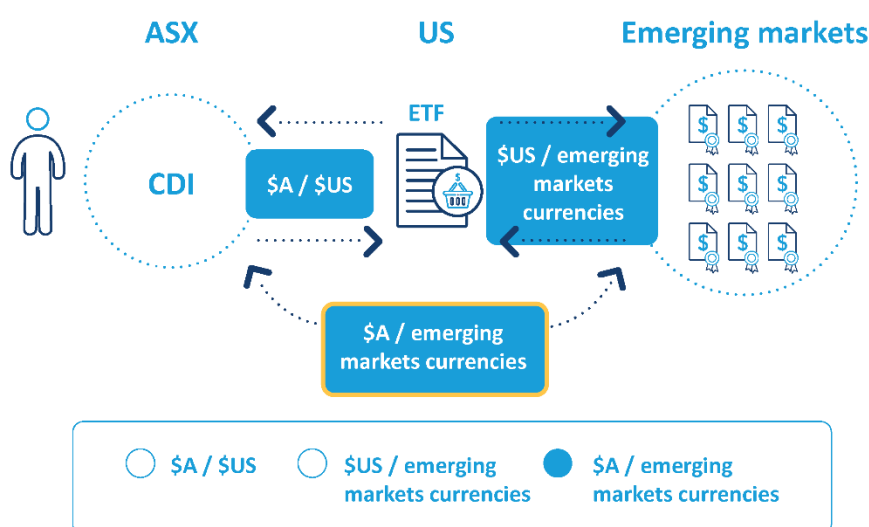 ASX
US
Emerging markets
ETF
CDI
$A / $US
$US / emerging
markets
currencies
$
$ $ $
$ $ $
$ $ $
$A / emerging
markets currencies
$A / $US
$US / emerging
markets currencies
$A / emerging
markets currencies